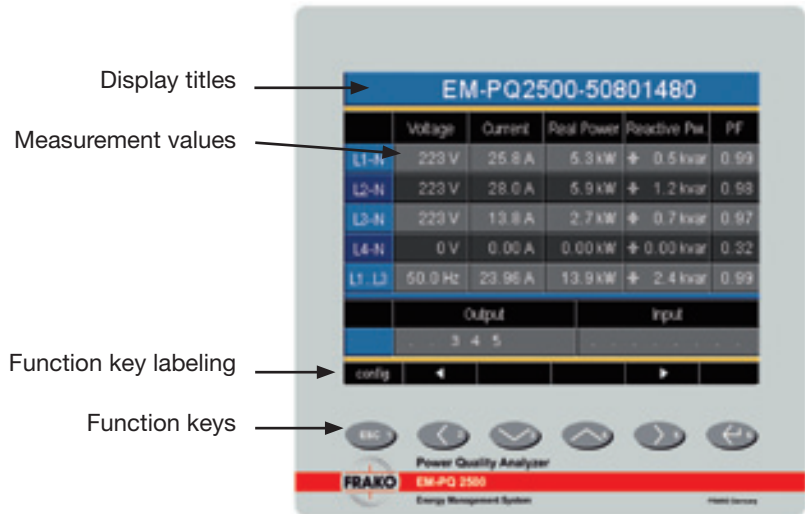 Display titles
EM-PQ2500-50801480
Voltage Current Real Power Reactive Pw. PF
Measurement values
L1-N 223 V 25.8 A 5.3 kW 0.5 kvar 0.99
L2-N 223 V 28.0 A 5.9 kW 1.2 kvar 0.98
L3-N 223 V 13.8 A 2.7 kW 0.7 kvar 0.97
L4-N 0 V 0.00 A 0.00 kW 0.00 kvar 0.32
L1..L3 50.0 Hz 23.96 A 13.9 kW 2.4 kvar 0.99
Output Input
. . 3 4 5 . . . . . . . .
Function key labeling
config
Function keys
ESC 1 2 5
Power Quality Analyzer
FRAKO EM-PQ 2500
Energy Management System FRAKO Germany